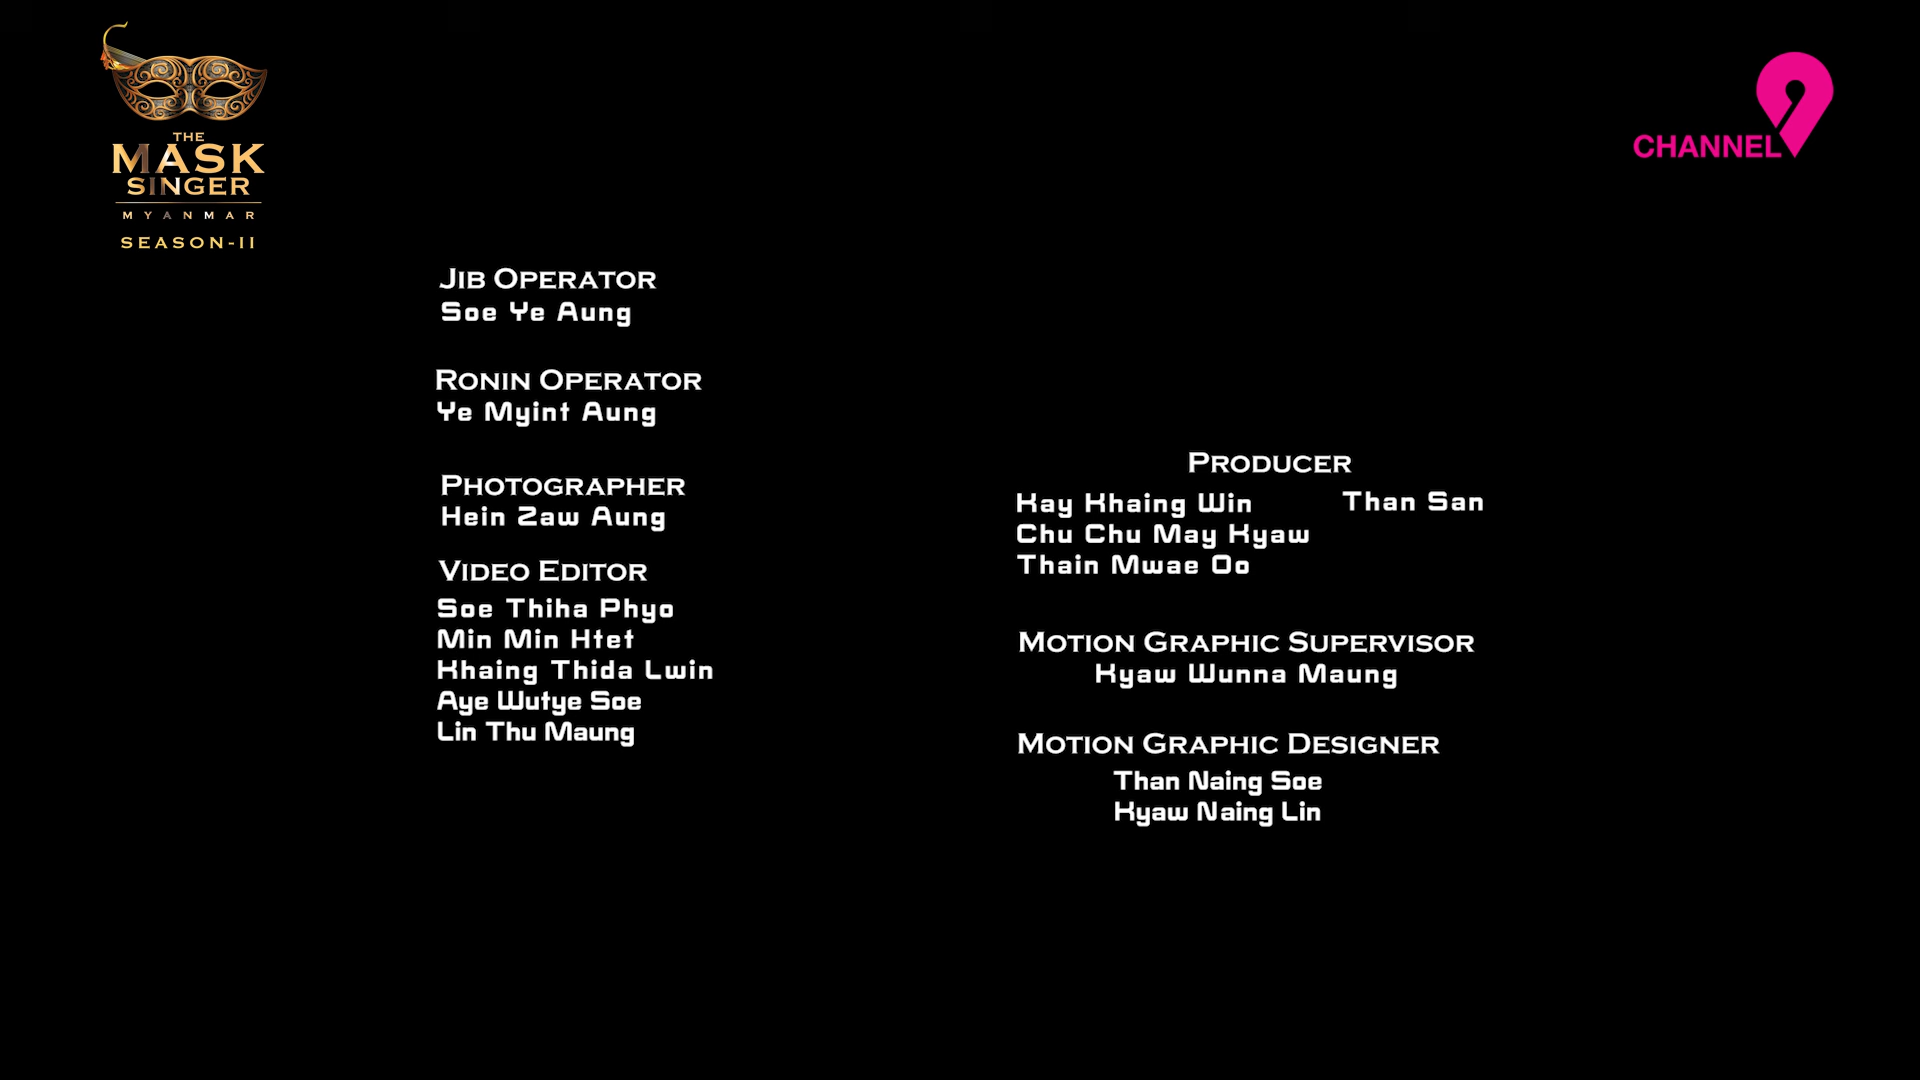 THE
MASK
SINGER
MYANMAR
SEASON-II
CHANNEL 9
JIB OPERATOR
Soe Ye Aung
RONIN OPERATOR
Ye Myint Aung
PHOTOGRAPHER
Hein Zaw Aung
VIDEO EDITOR
Soe Thiha Phyo
Min Min Htet
Khaing Thida Lwin
Aye Wutye Soe
Lin Thu Maung
PRODUCER
Kay Khaing Win Than San
Chu Chu May Kyaw
Thain Mwae Oo
MOTION GRAPHIC SUPERVISOR
Kyaw Wunna Maung
MOTION GRAPHIC DESIGNER
Than Naing Soe
Kyaw Naing Lin